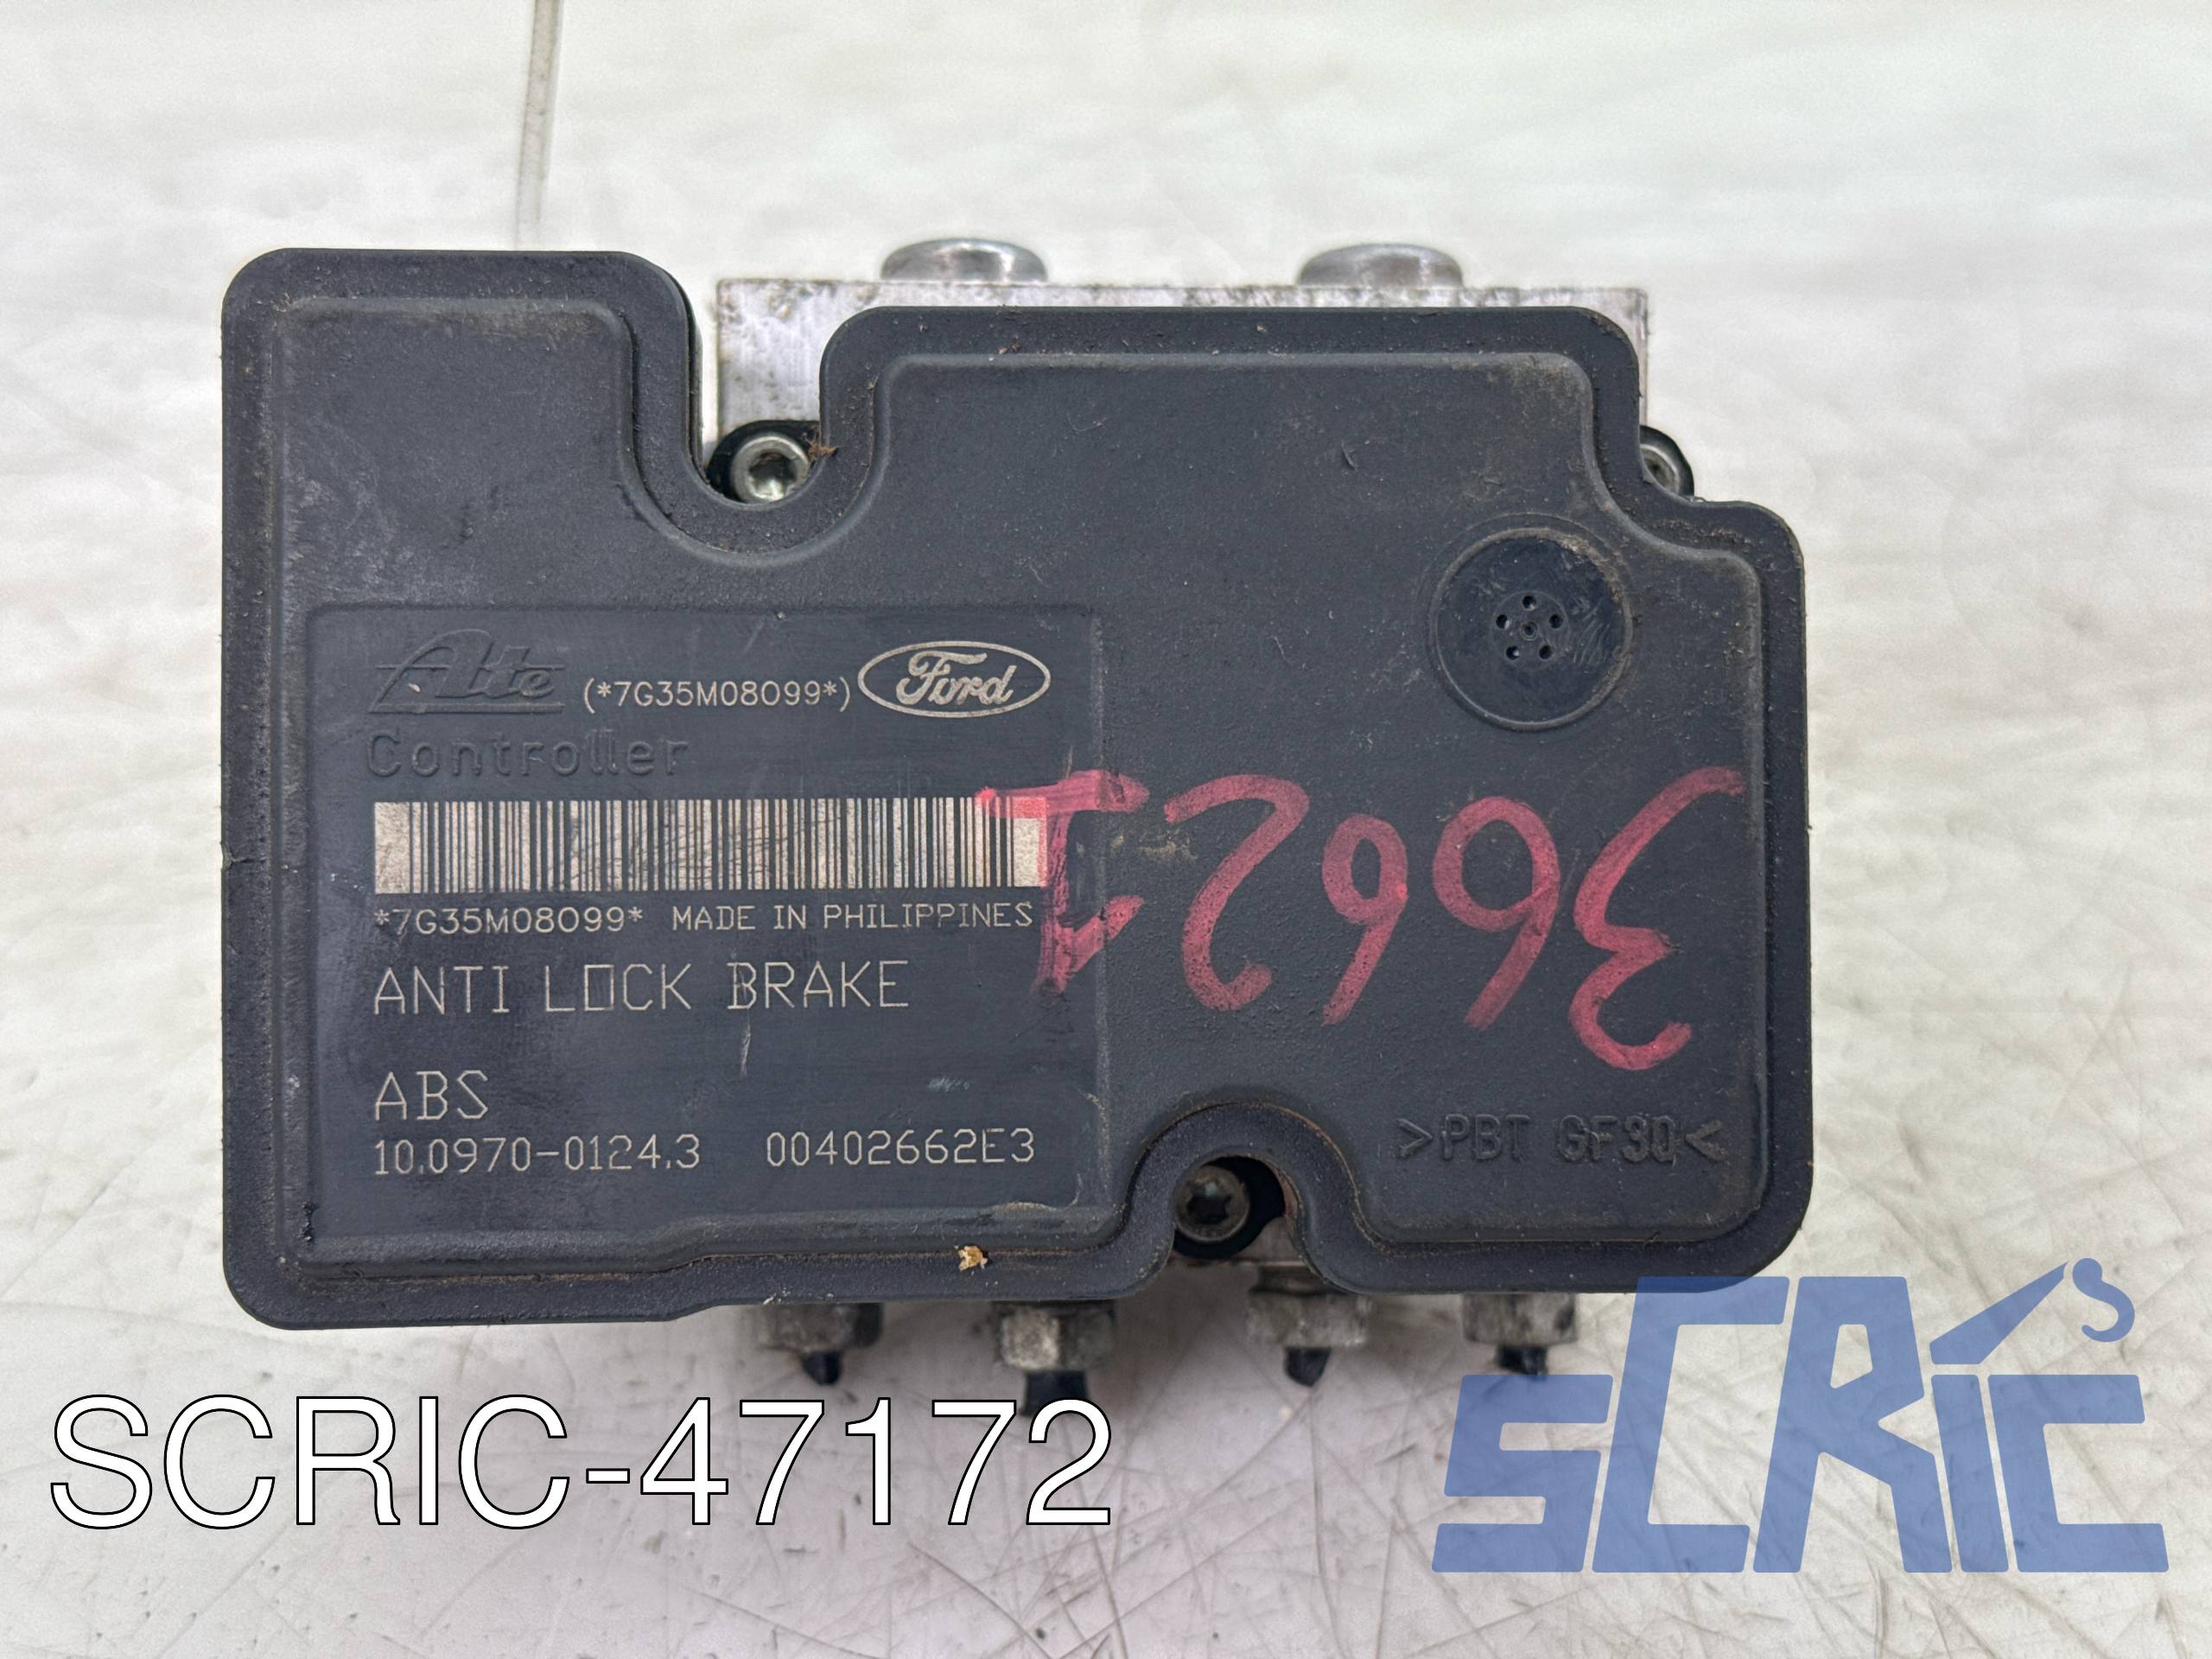 Ate (*7G35M08099*) Ford
Controller
*7G35M08099* MADE IN PHILIPPINES
ANTI LOCK BRAKE
ABS
10.0970-0124.3 00402662E3
36621
>PBT GF30<
SCRIC-47172
SCRIC'S